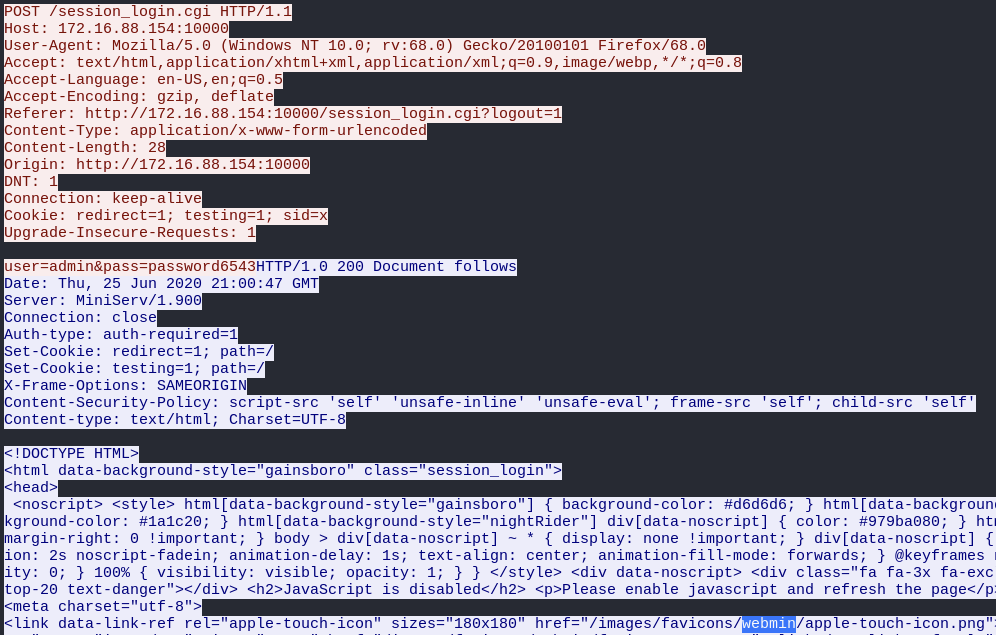 POST /session_login.cgi HTTP/1.1
Host: 172.16.88.154:10000
User-Agent: Mozilla/5.0 (Windows NT 10.0; rv:68.0) Gecko/20100101 Firefox/68.0
Accept: text/html,application/xhtml+xml,application/xml;q=0.9,image/webp,*/*;q=0.8
Accept-Language: en-US,en;q=0.5
Accept-Encoding: gzip, deflate
Referer: http://172.16.88.154:10000/session_login.cgi?logout=1
Content-Type: application/x-www-form-urlencoded
Content-Length: 28
Origin: http://172.16.88.154:10000
DNT: 1
Connection: keep-alive
Cookie: redirect=1; testing=1; sid=x
Upgrade-Insecure-Requests: 1
user=admin&pass=password6543HTTP/1.0 200 Document follows
Date: Thu, 25 Jun 2020 21:00:47 GMT
Server: MiniServ/1.900
Connection: close
Auth-type: auth-required=1
Set-Cookie: redirect=1; path=/
Set-Cookie: testing=1; path=/
X-Frame-Options: SAMEORIGIN
Content-Security-Policy: script-src 'self' 'unsafe-inline' 'unsafe-eval'; frame-src 'self'; child-src 'self'
Content-type: text/html; Charset=UTF-8
<!DOCTYPE HTML>
<html data-background-style="gainsboro" class="session_login">
<head>
<noscript> <style> html[data-background-style="gainsboro"] { background-color: #d6d6d6; } html[data-backgroun
kground-color: #1a1c20; } html[data-background-style="nightRider"] div[data-noscript] { color: #979ba080; } ht
margin-right: 0 !important; } body > div[data-noscript] ~ * { display: none !important; } div[data-noscript] {
ion: 2s noscript-fadein; animation-delay: 1s; text-align: center; animation-fill-mode: forwards; } @keyframes
ity: 0; } 100% { visibility: visible; opacity: 1; } } </style> <div data-noscript> <div class="fa fa-3x fa-exc
top-20 text-danger"></div> <h2>JavaScript is disabled</h2> <p>Please enable javascript and refresh the page</p
<meta charset="utf-8">
<link data-link-ref rel="apple-touch-icon" sizes="180x180" href="/images/favicons/webmin/apple-touch-icon.png"